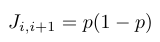 J_{i,i+1} = p(1 − p)